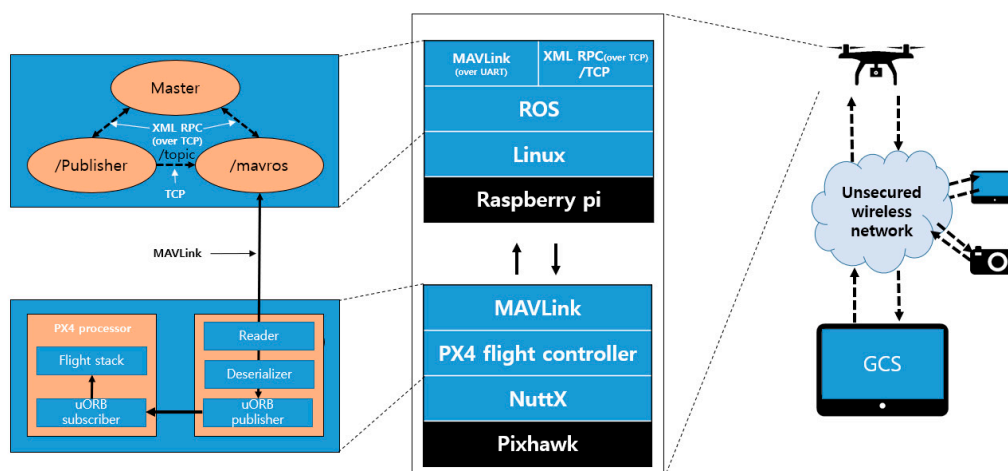 Master
XML RPC
(over TCP)
/Publisher
/topic
/mavros
TCP
MAVLink
PX4 processor
Flight stack
uORB
subscriber
Reader
Deserializer
uORB
publisher
MAVLink
(over UART)
XML RPC(over TCP)
/TCP
ROS
Linux
Raspberry pi
MAVLink
PX4 flight controller
NuttX
Pixhawk
Unsecured
wireless
network
GCS